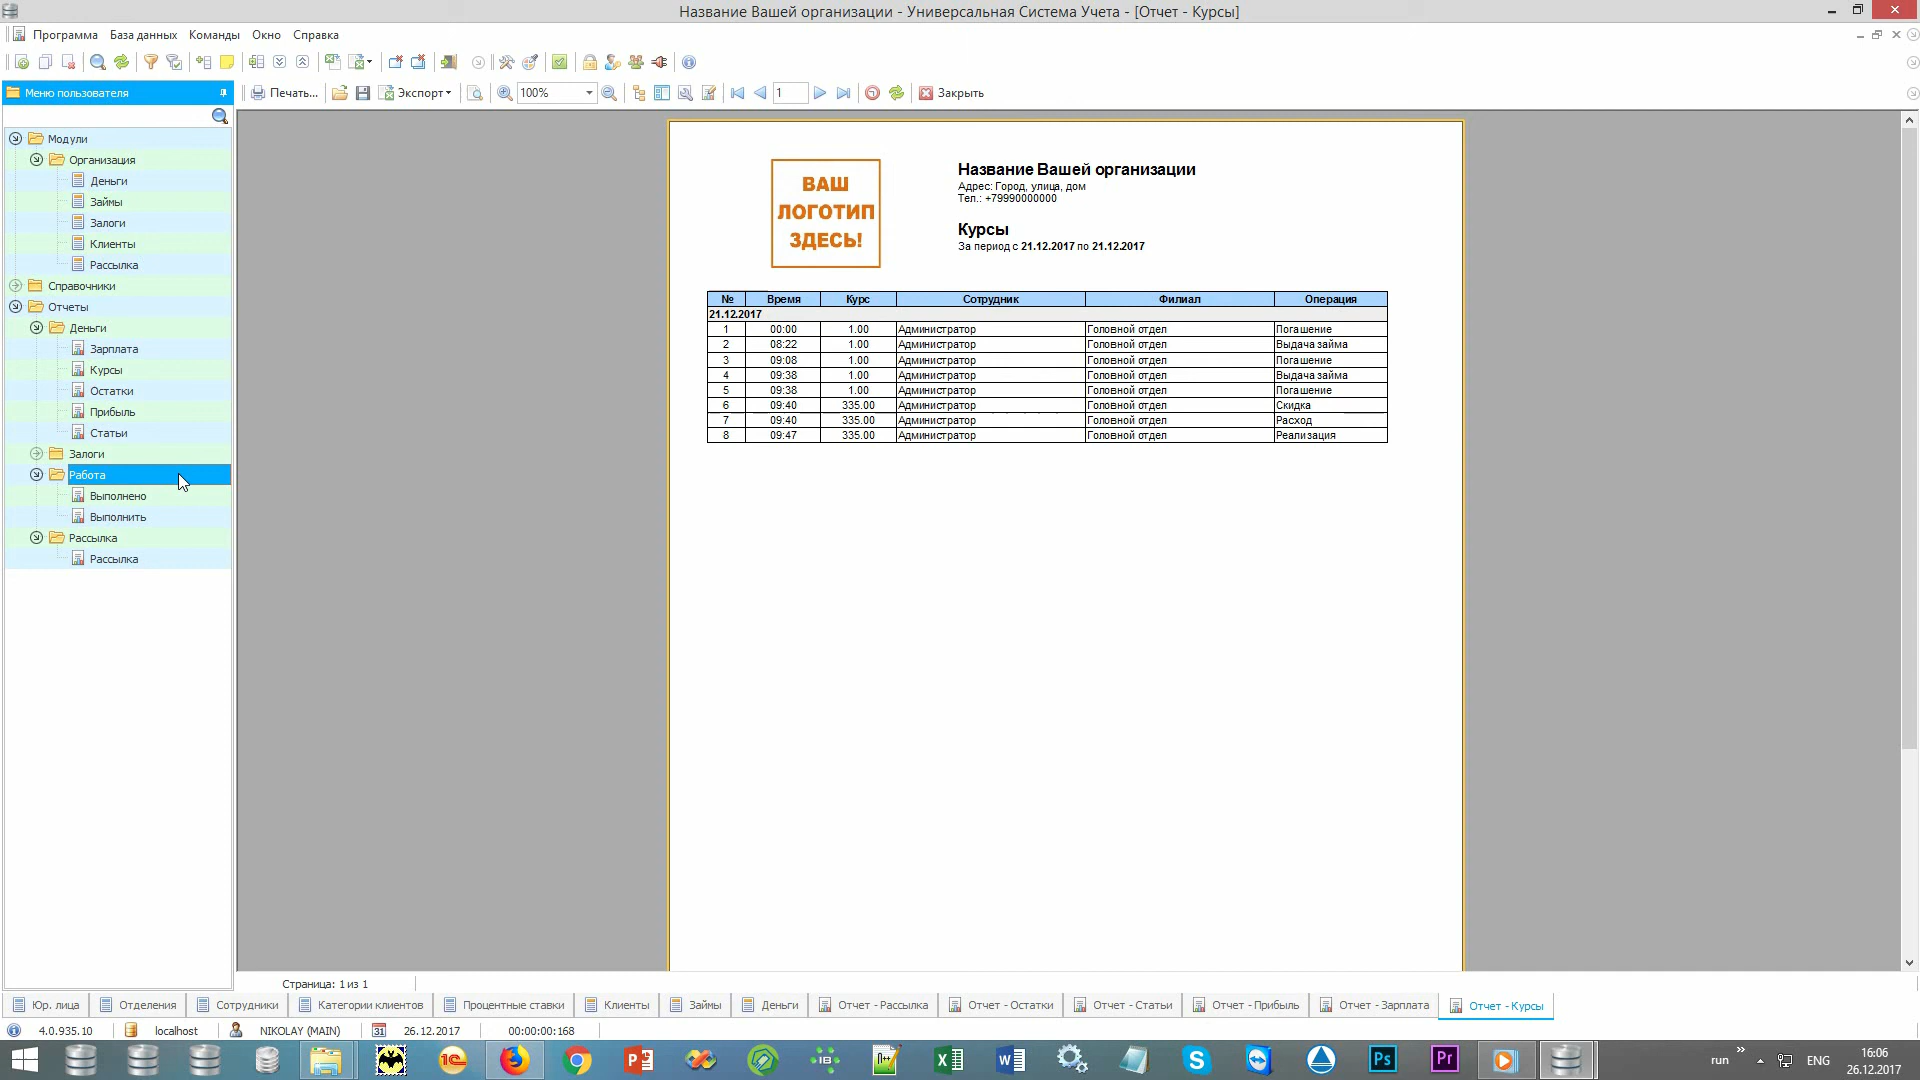 Название Вашей организации - Универсальная Система Учета - [Отчет - Курсы]
Программа База данных Команды Окно Справка
Меню пользователя
Печать... Экспорт 100% 1 Закрыть
Модули
Организация
Деньги
Займы
Залоги
Клиенты
Рассылка
Справочники
Отчеты
Деньги
Зарплата
Курсы
Остатки
Прибыль
Статьи
Залоги
Работа
Выполнено
Выполнить
Рассылка
Рассылка
ВАШ
ЛОГОТИП
ЗДЕСЬ!
Название Вашей организации
Адрес: Город, улица, дом
Тел.: +79990000000
Курсы
За период с 21.12.2017 по 21.12.2017
№ Время Курс Сотрудник Филиал Операция
21.12.2017
1 00:00 1.00 Администратор Головной отдел Погашение
2 08:22 1.00 Администратор Головной отдел Выдача займа
3 09:08 1.00 Администратор Головной отдел Погашение
4 09:38 1.00 Администратор Головной отдел Выдача займа
5 09:38 1.00 Администратор Головной отдел Погашение
6 09:40 335.00 Администратор Головной отдел Скидка
7 09:40 335.00 Администратор Головной отдел Расход
8 09:47 335.00 Администратор Головной отдел Реализация
Страница: 1 из 1
Юр. лица Отделения Сотрудники Категории клиентов Процентные ставки Клиенты Займы Деньги Отчет - Рассылка Отчет - Остатки Отчет - Статьи Отчет - Прибыль Отчет - Зарплата Отчет - Курсы
4.0.935.10 localhost NIKOLAY (MAIN) 31 26.12.2017 00:00:00:168
run » ENG 16:06
26.12.2017